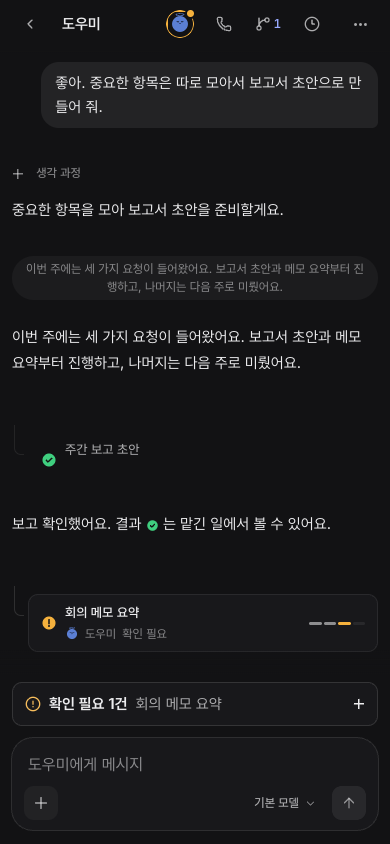 도우미
1
좋아. 중요한 항목은 따로 모아서 보고서 초안으로 만
들어 줘.
생각 과정
중요한 항목을 모아 보고서 초안을 준비할게요.
이번 주에는 세 가지 요청이 들어왔어요. 보고서 초안과 메모 요약부터 진
행하고, 나머지는 다음 주로 미뤘어요.
이번 주에는 세 가지 요청이 들어왔어요. 보고서 초안과 메모
요약부터 진행하고, 나머지는 다음 주로 미뤘어요.
주간 보고 초안
보고 확인했어요. 결과 는 맡긴 일에서 볼 수 있어요.
회의 메모 요약
도우미 확인 필요
확인 필요 1건 회의 메모 요약
도우미에게 메시지
기본 모델